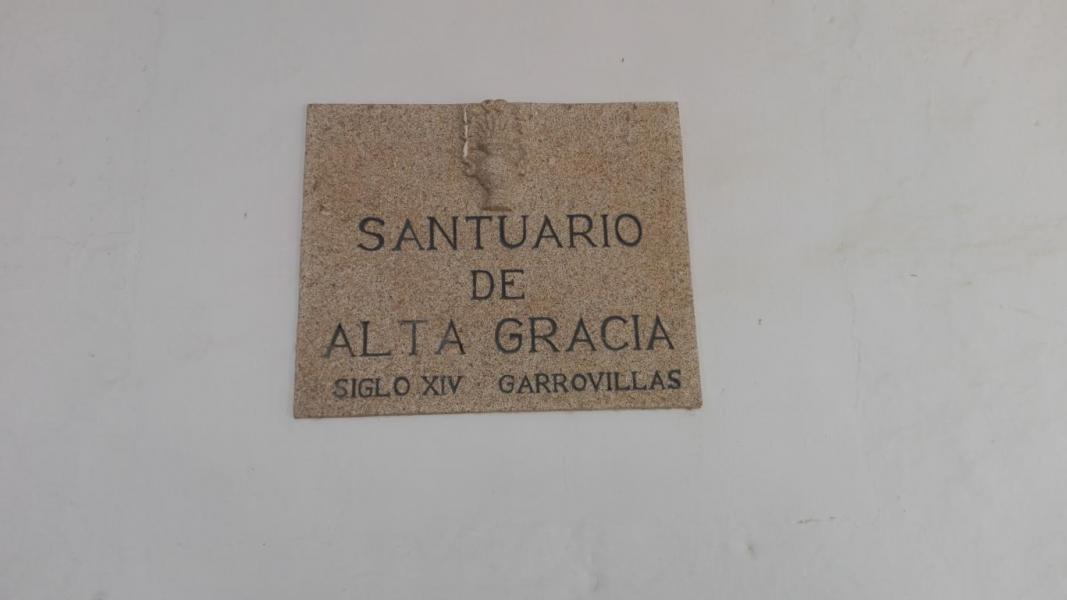 SANTUARIO
DE
ALTA GRACIA
SIGLO XIV GARROVILLAS